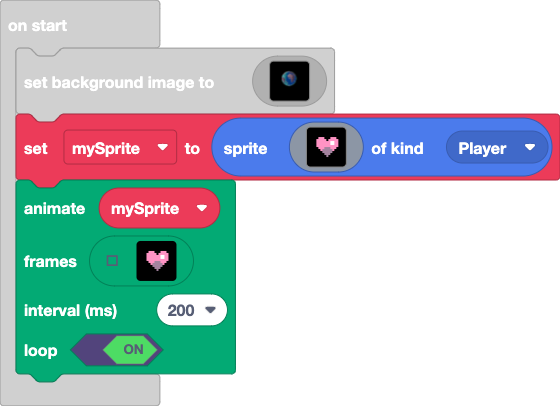 on start
set background image to
set mySprite to sprite of kind Player
animate mySprite
frames
interval (ms) 200
loop ON